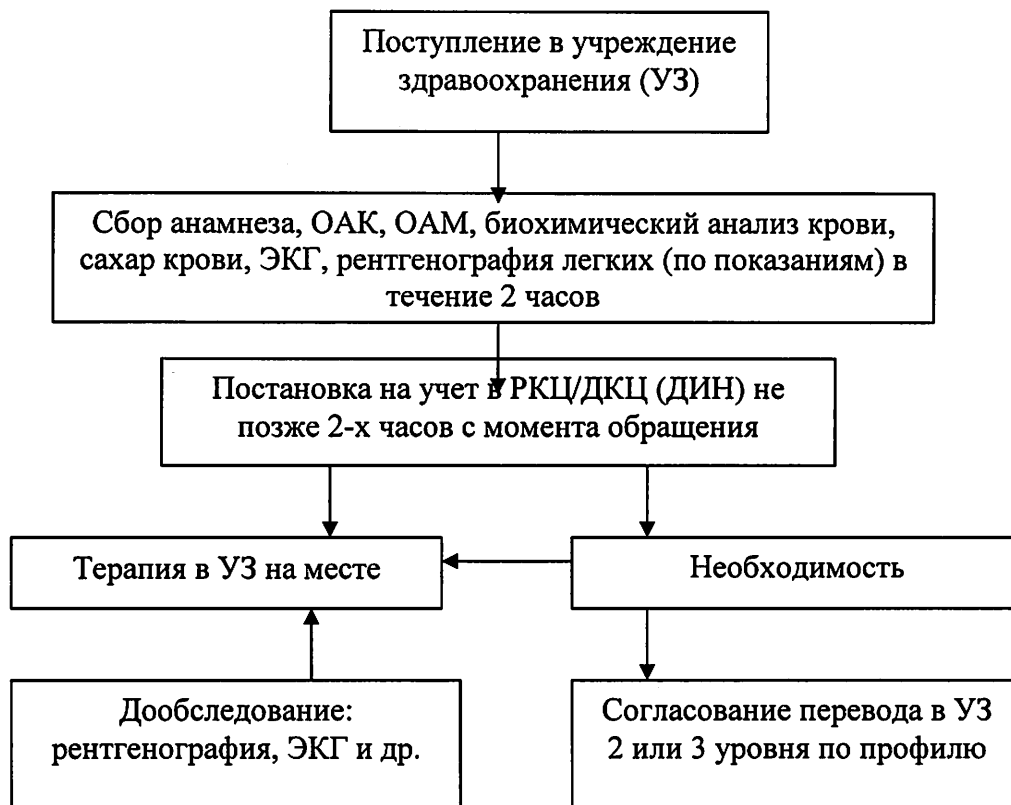 Поступление в учреждение
здравоохранения (УЗ)
Сбор анамнеза, ОАК, ОАМ, биохимический анализ крови,
сахар крови, ЭКГ, рентгенография легких (по показаниям) в
течение 2 часов
Постановка на учет в РКЦ/ДКЦ (ДИН) не
позже 2-х часов с момента обращения
Терапия в УЗ на месте
Необходимость
Дообследование:
рентгенография, ЭКГ и др.
Согласование перевода в УЗ
2 или 3 уровня по профилю